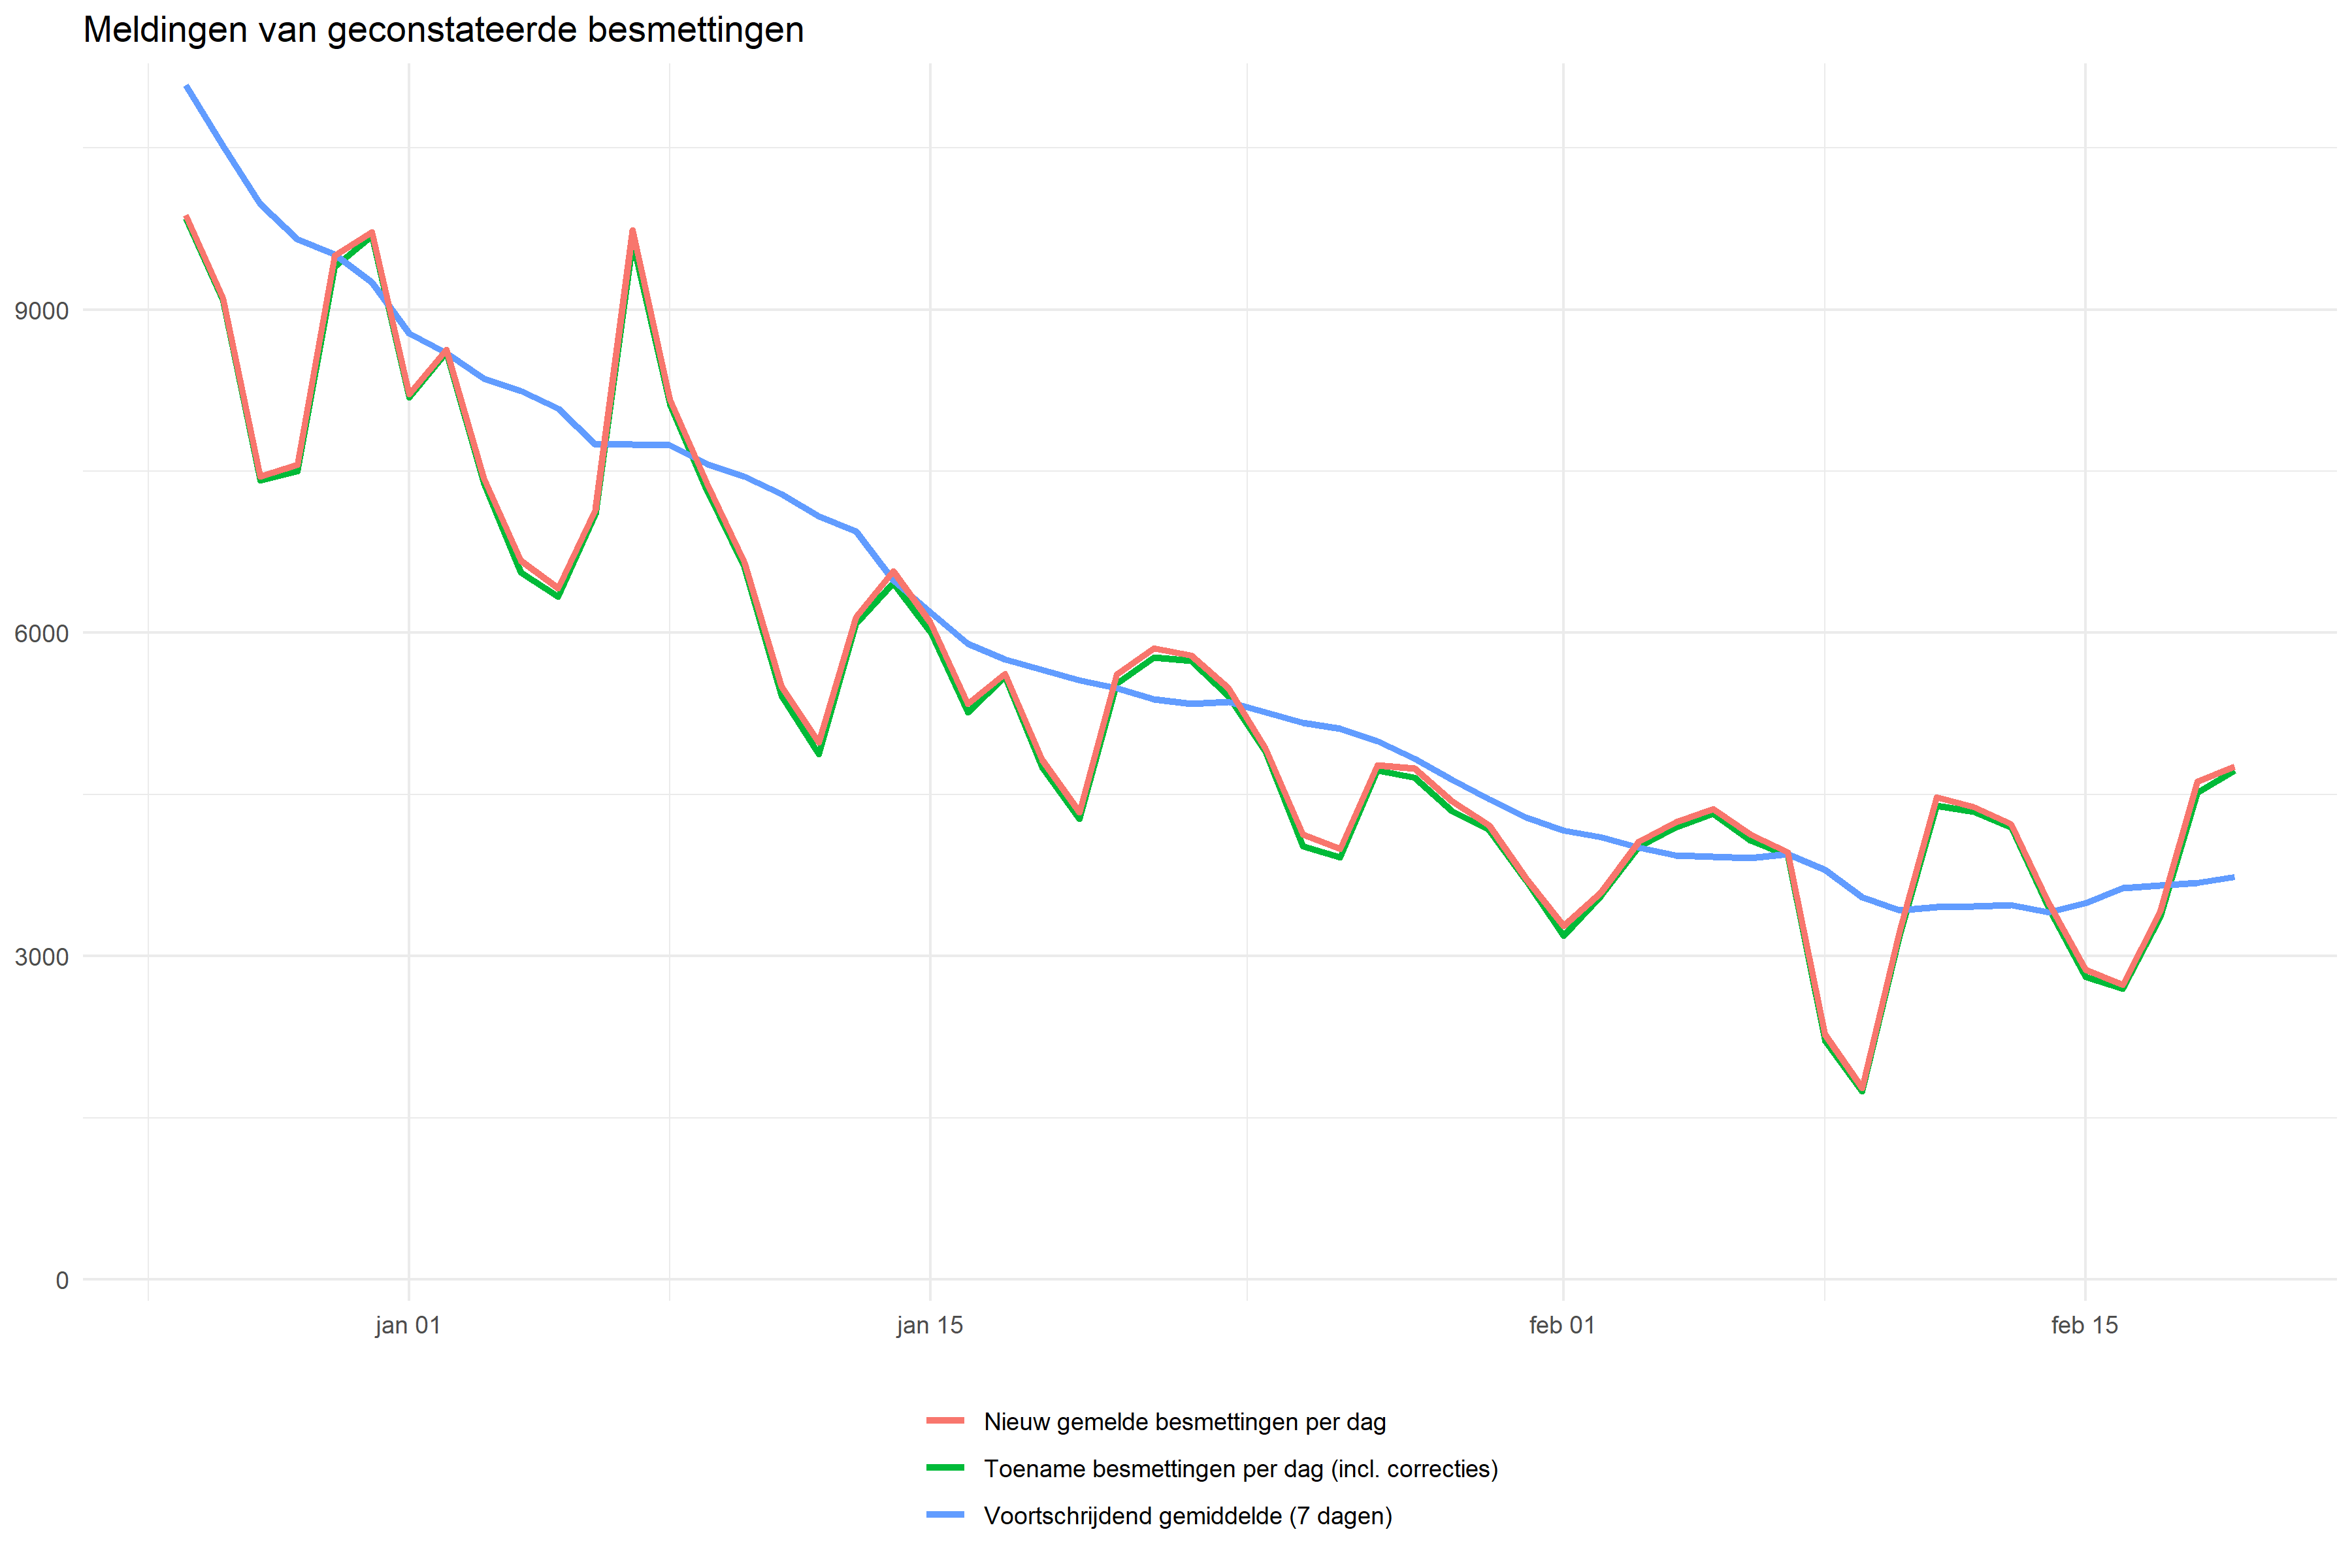 Meldingen van geconstateerde besmettingen
9000
6000
3000
0
jan 01
jan 15
feb 01
feb 15
Nieuw gemelde besmettingen per dag
Toename besmettingen per dag (incl. correcties)
Voortschrijdend gemiddelde (7 dagen)